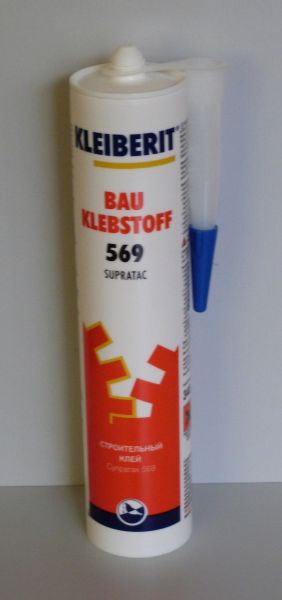 KLEIBERIT®
BAU
KLEBSTOFF
569
SUPRATAC
СТРОИТЕЛЬНЫЙ
КЛЕЙ
Супратак 569